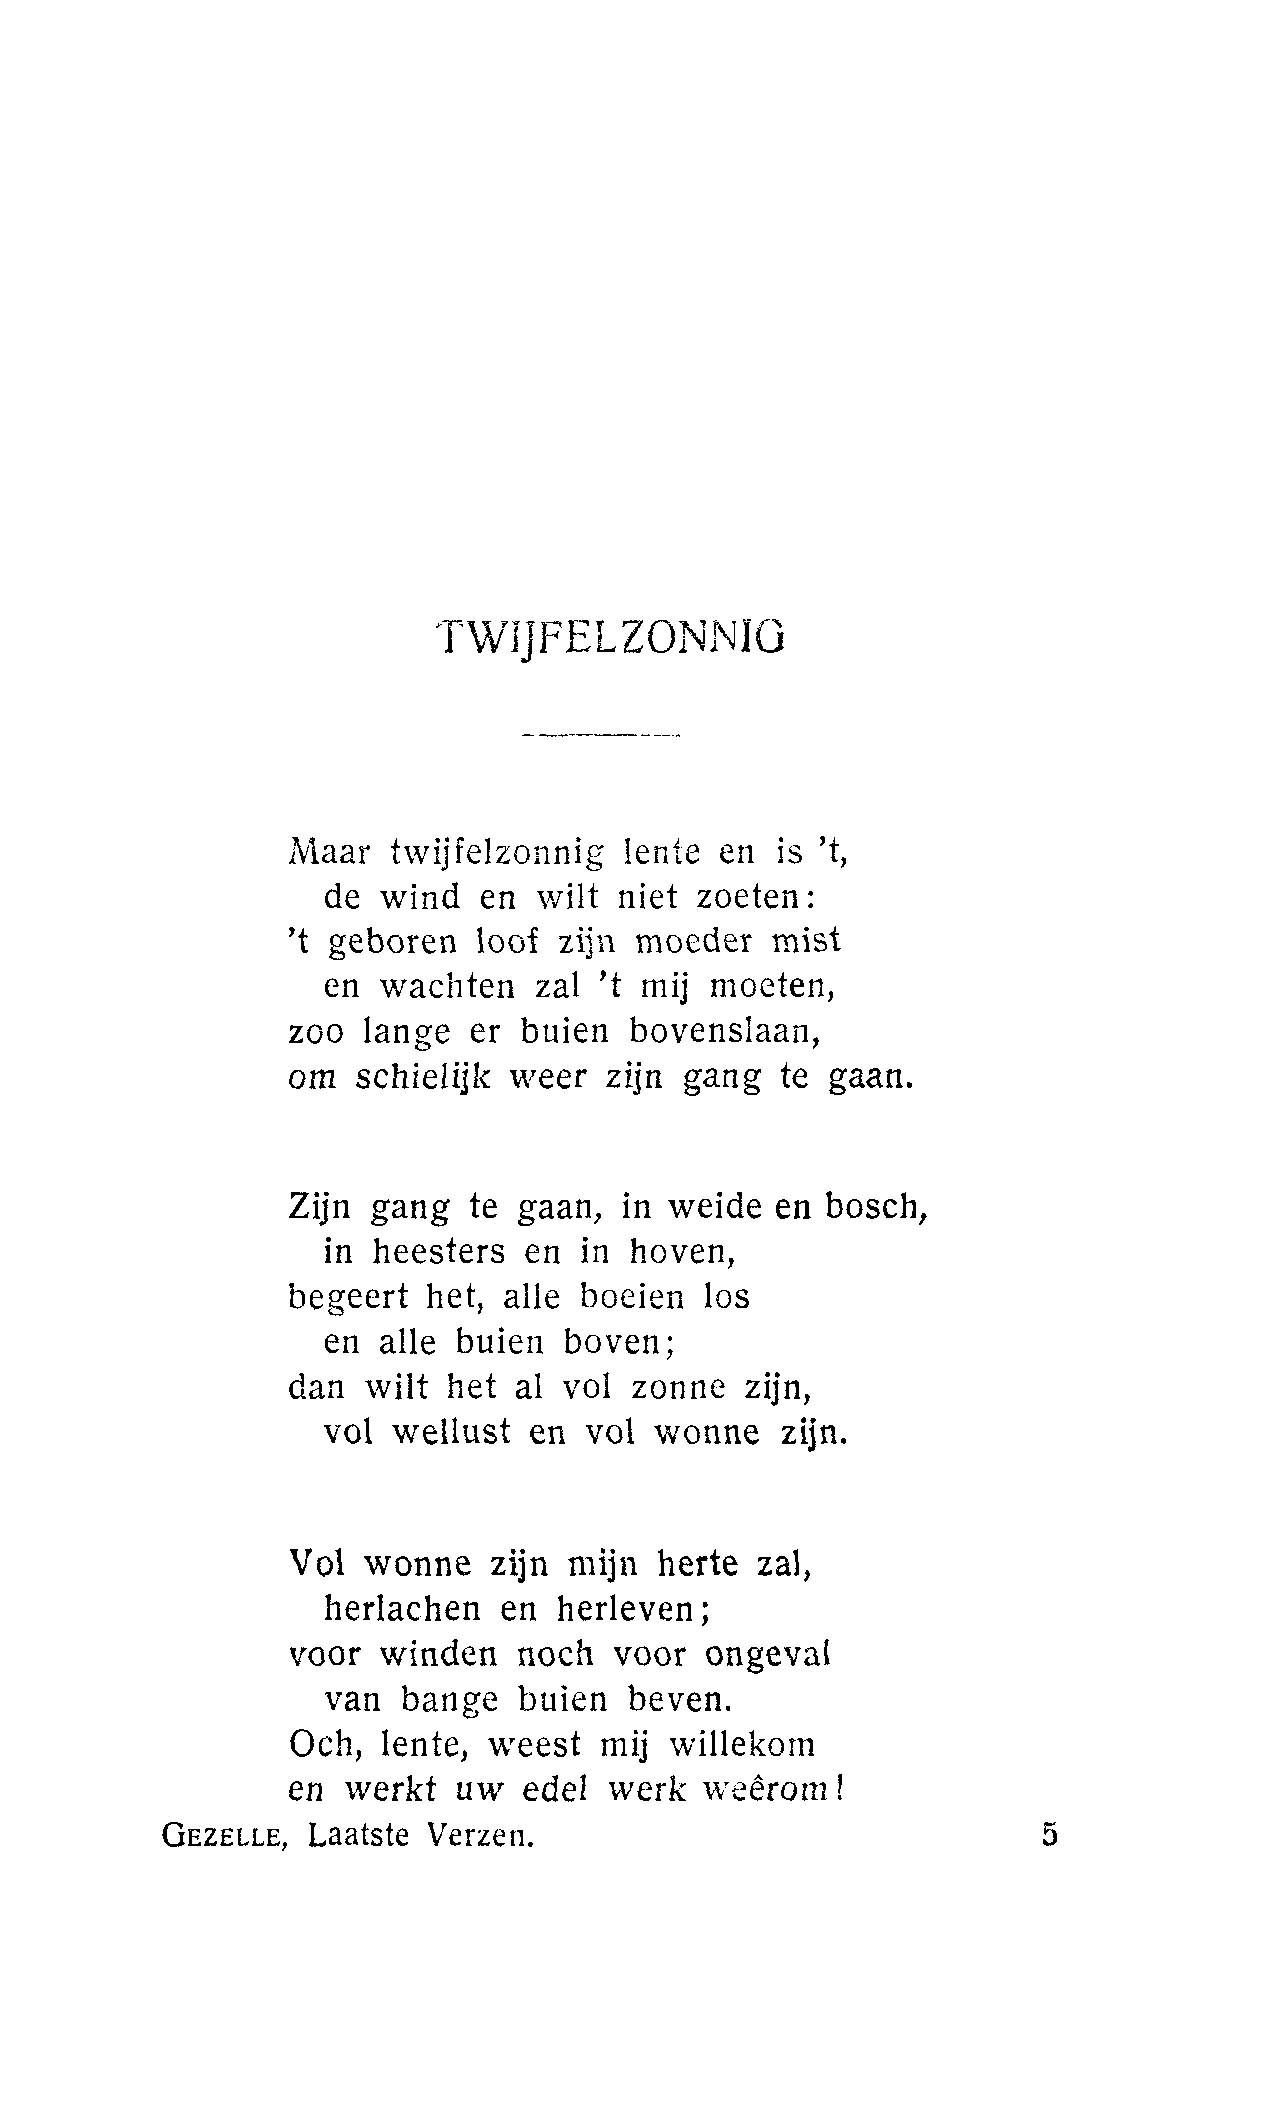 TWIJFELZONNIG
Maar twijfelzonnig lente en is 't,
de wind en wilt niet zoeten:
't geboren loof zijn moeder mist
en wachten zal 't mij moeten,
zoo lange er buien bovenslaan,
om schielijk weer zijn gang te gaan.
Zijn gang te gaan, in weide en bosch,
in heesters en in hoven,
begeert het, alle boeien los
en alle buien boven;
dan wilt het al vol zonne zijn,
vol wellust en vol wonne zijn.
Vol wonne zijn mijn herte zal,
herlachen en herleven;
voor winden noch voor ongeval
van bange buien beven.
Och, lente, weest mij willekom
en werkt uw edel werk weêrom!
GEZELLE, Laatste Verzen. 5